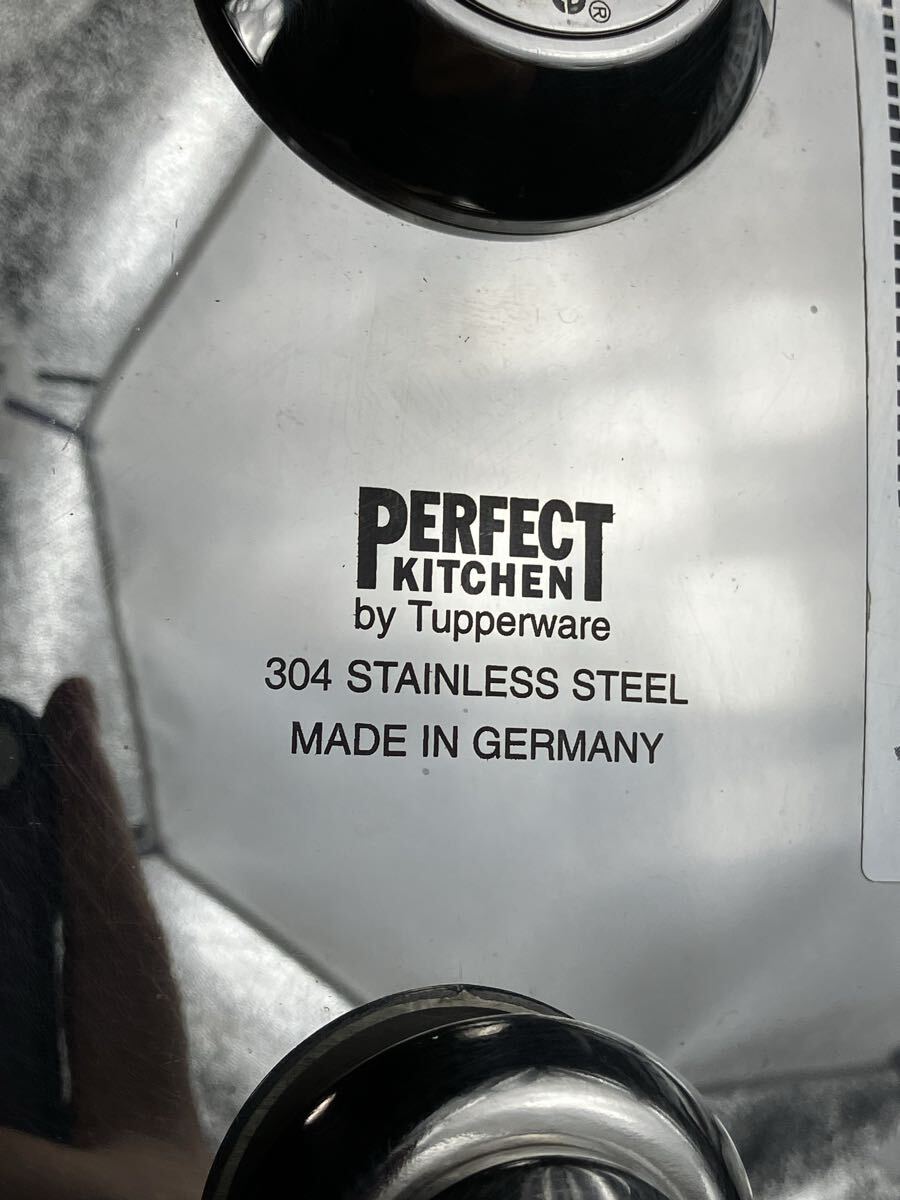 ®
PERFECT
KITCHEN
by Tupperware
304 STAINLESS STEEL
MADE IN GERMANY